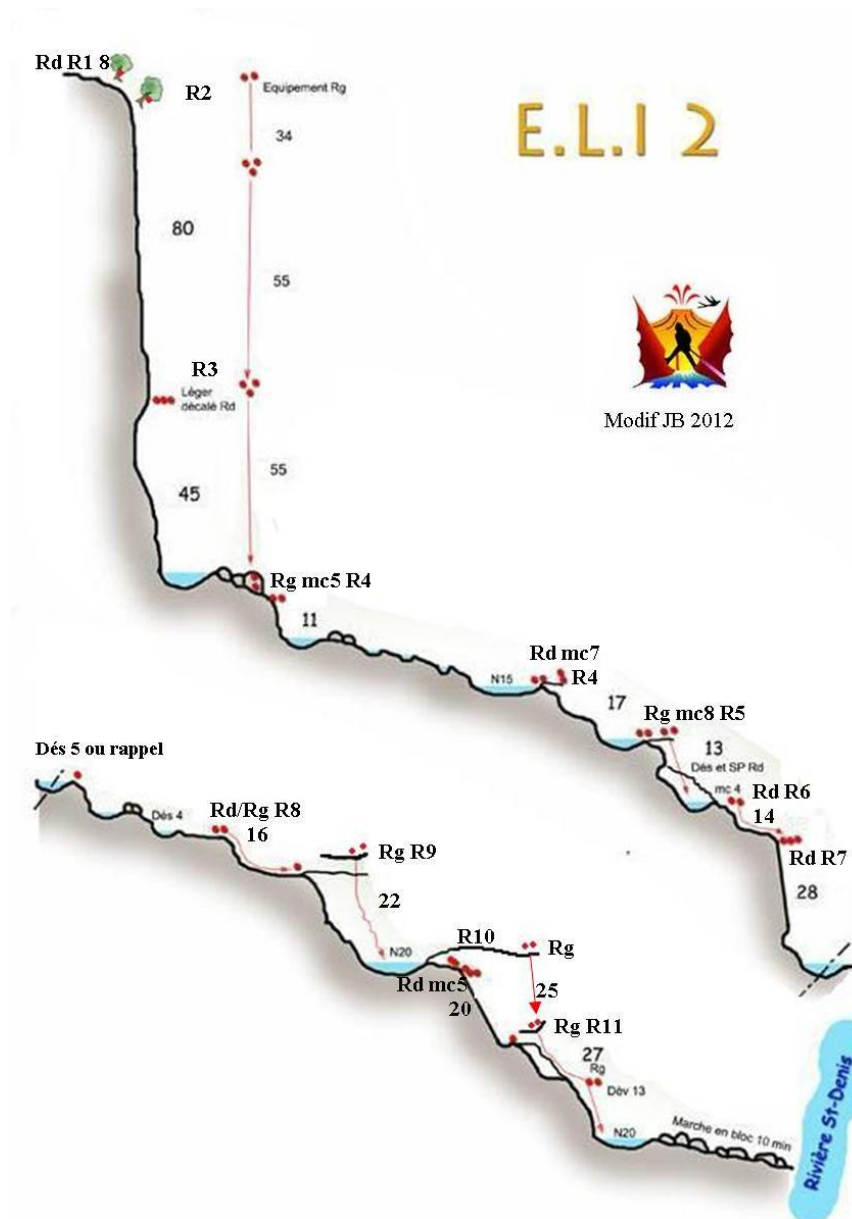 Rd R1 8
R2
Equipement Rg
E.L.I 2
34
80
55
R3
Léger
décalé Rd
Modif JB 2012
55
45
Rg mc5 R4
11
Rd mc7
N15
R4
17
Rg mc8 R5
13
Dés et SP Rd
mc 4
Rd R6
14
Rd R7
28
Dés 5 ou rappel
Dés 4
Rd/Rg R8
16
Rg R9
22
R10
Rg
N20
Rd mc5
20
25
Rg R11
27
Rg
Dév 13
N20
Marche en bloc 10 min
Rivière St-Denis